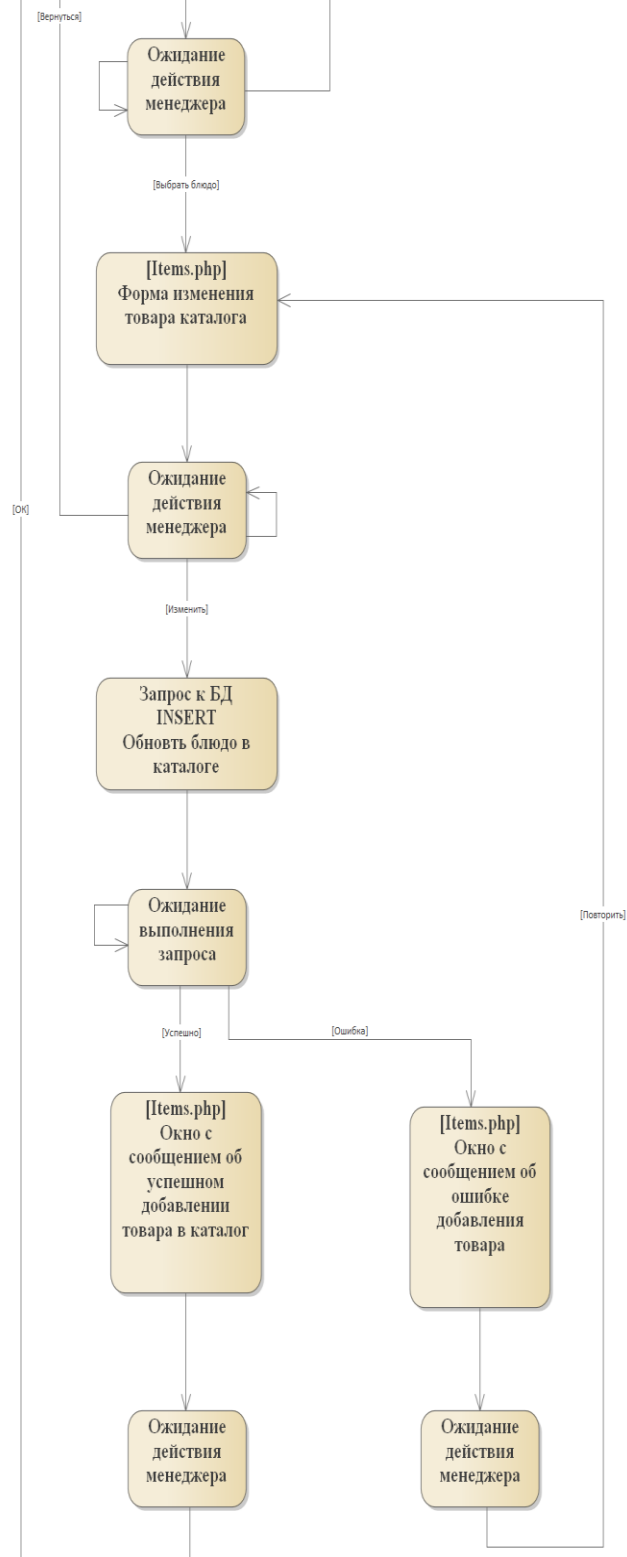 [Вернуться]
Ожидание
действия
менеджера
[Выбрать блюдо]
[Items.php]
Форма изменения
товара каталога
Ожидание
действия
менеджера
[ОК]
[Изменить]
Запрос к БД
INSERT
Обновть блюдо в
каталоге
Ожидание
выполнения
запроса
[Повторить]
[Успешно]
[Ошибка]
[Items.php]
Окно с
сообщением об
успешном
добавлении
товара в каталог
[Items.php]
Окно с
сообщением об
ошибке
добавления
товара
Ожидание
действия
менеджера
Ожидание
действия
менеджера